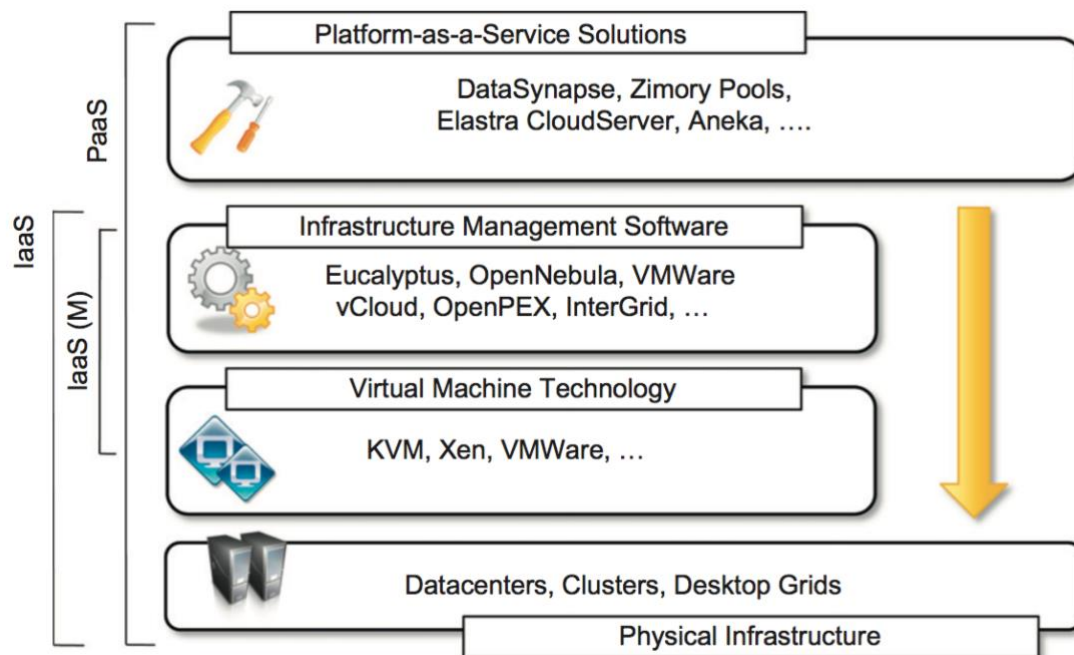 Platform-as-a-Service Solutions
DataSynapse, Zimory Pools,
Elastra CloudServer, Aneka, ….
PaaS
IaaS
IaaS (M)
Infrastructure Management Software
Eucalyptus, OpenNebula, VMWare
vCloud, OpenPEX, InterGrid, …
Virtual Machine Technology
KVM, Xen, VMWare, …
Datacenters, Clusters, Desktop Grids
Physical Infrastructure